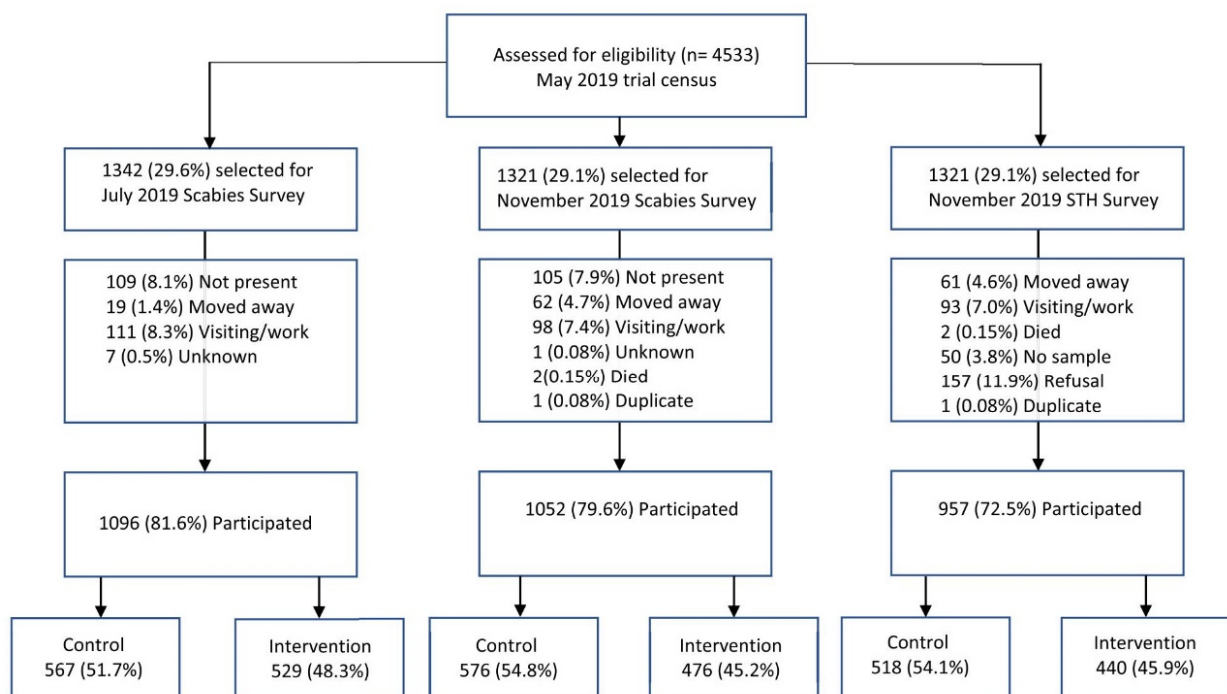 Assessed for eligibility (n= 4533)
May 2019 trial census
1342 (29.6%) selected for
July 2019 Scabies Survey
1321 (29.1%) selected for
November 2019 Scabies Survey
1321 (29.1%) selected for
November 2019 STH Survey
109 (8.1%) Not present
19 (1.4%) Moved away
111 (8.3%) Visiting/work
7 (0.5%) Unknown
105 (7.9%) Not present
62 (4.7%) Moved away
98 (7.4%) Visiting/work
1 (0.08%) Unknown
2(0.15%) Died
1 (0.08%) Duplicate
61 (4.6%) Moved away
93 (7.0%) Visiting/work
2 (0.15%) Died
50 (3.8%) No sample
157 (11.9%) Refusal
1 (0.08%) Duplicate
1096 (81.6%) Participated
1052 (79.6%) Participated
957 (72.5%) Participated
Control
567 (51.7%)
Intervention
529 (48.3%)
Control
576 (54.8%)
Intervention
476 (45.2%)
Control
518 (54.1%)
Intervention
440 (45.9%)